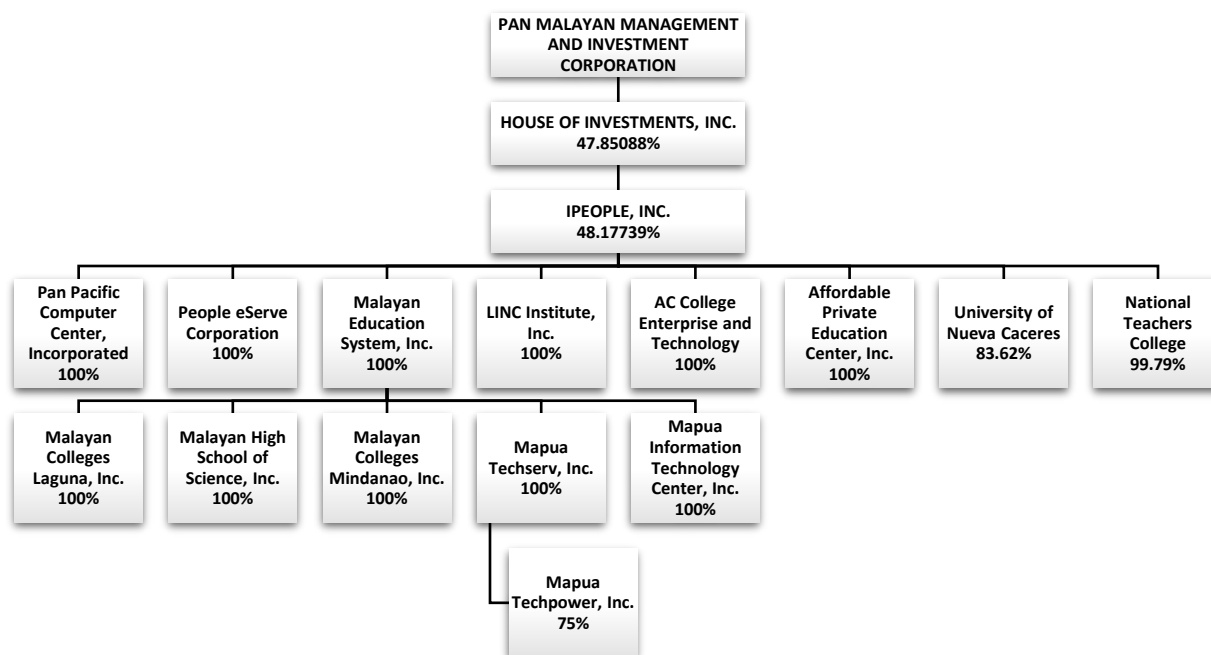 PAN MALAYAN MANAGEMENT
AND INVESTMENT
CORPORATION
HOUSE OF INVESTMENTS, INC.
47.85088%
IPEOPLE, INC.
48.17739%
Pan Pacific
Computer
Center,
Incorporated
100%
People eServe
Corporation
100%
Malayan
Education
System, Inc.
100%
LINC Institute,
Inc.
100%
AC College
Enterprise and
Technology
100%
Affordable
Private
Education
Center, Inc.
100%
University of
Nueva Caceres
83.62%
National
Teachers
College
99.79%
Malayan
Colleges
Laguna, Inc.
100%
Malayan High
School of
Science, Inc.
100%
Malayan
Colleges
Mindanao, Inc.
100%
Mapua
Techserv, Inc.
100%
Mapua
Information
Technology
Center, Inc.
100%
Mapua
Techpower, Inc.
75%